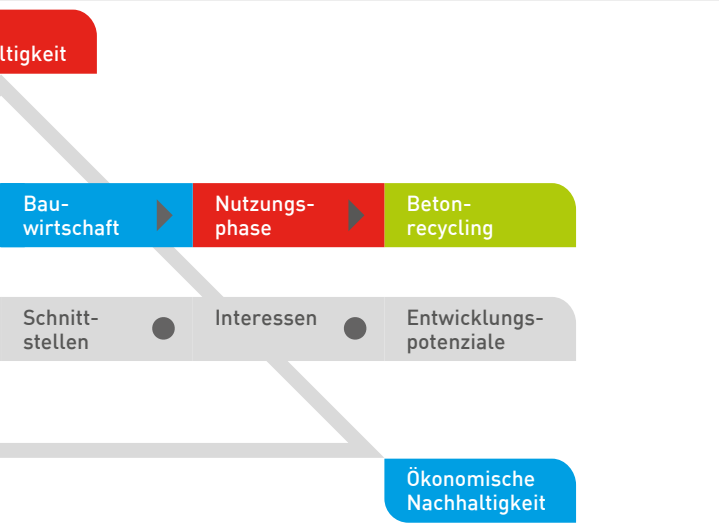 ltigkeit
Bau-
wirtschaft
Nutzungs-
phase
Beton-
recycling
Schnitt-
stellen
Interessen
Entwicklungs-
potenziale
Ökonomische
Nachhaltigkeit